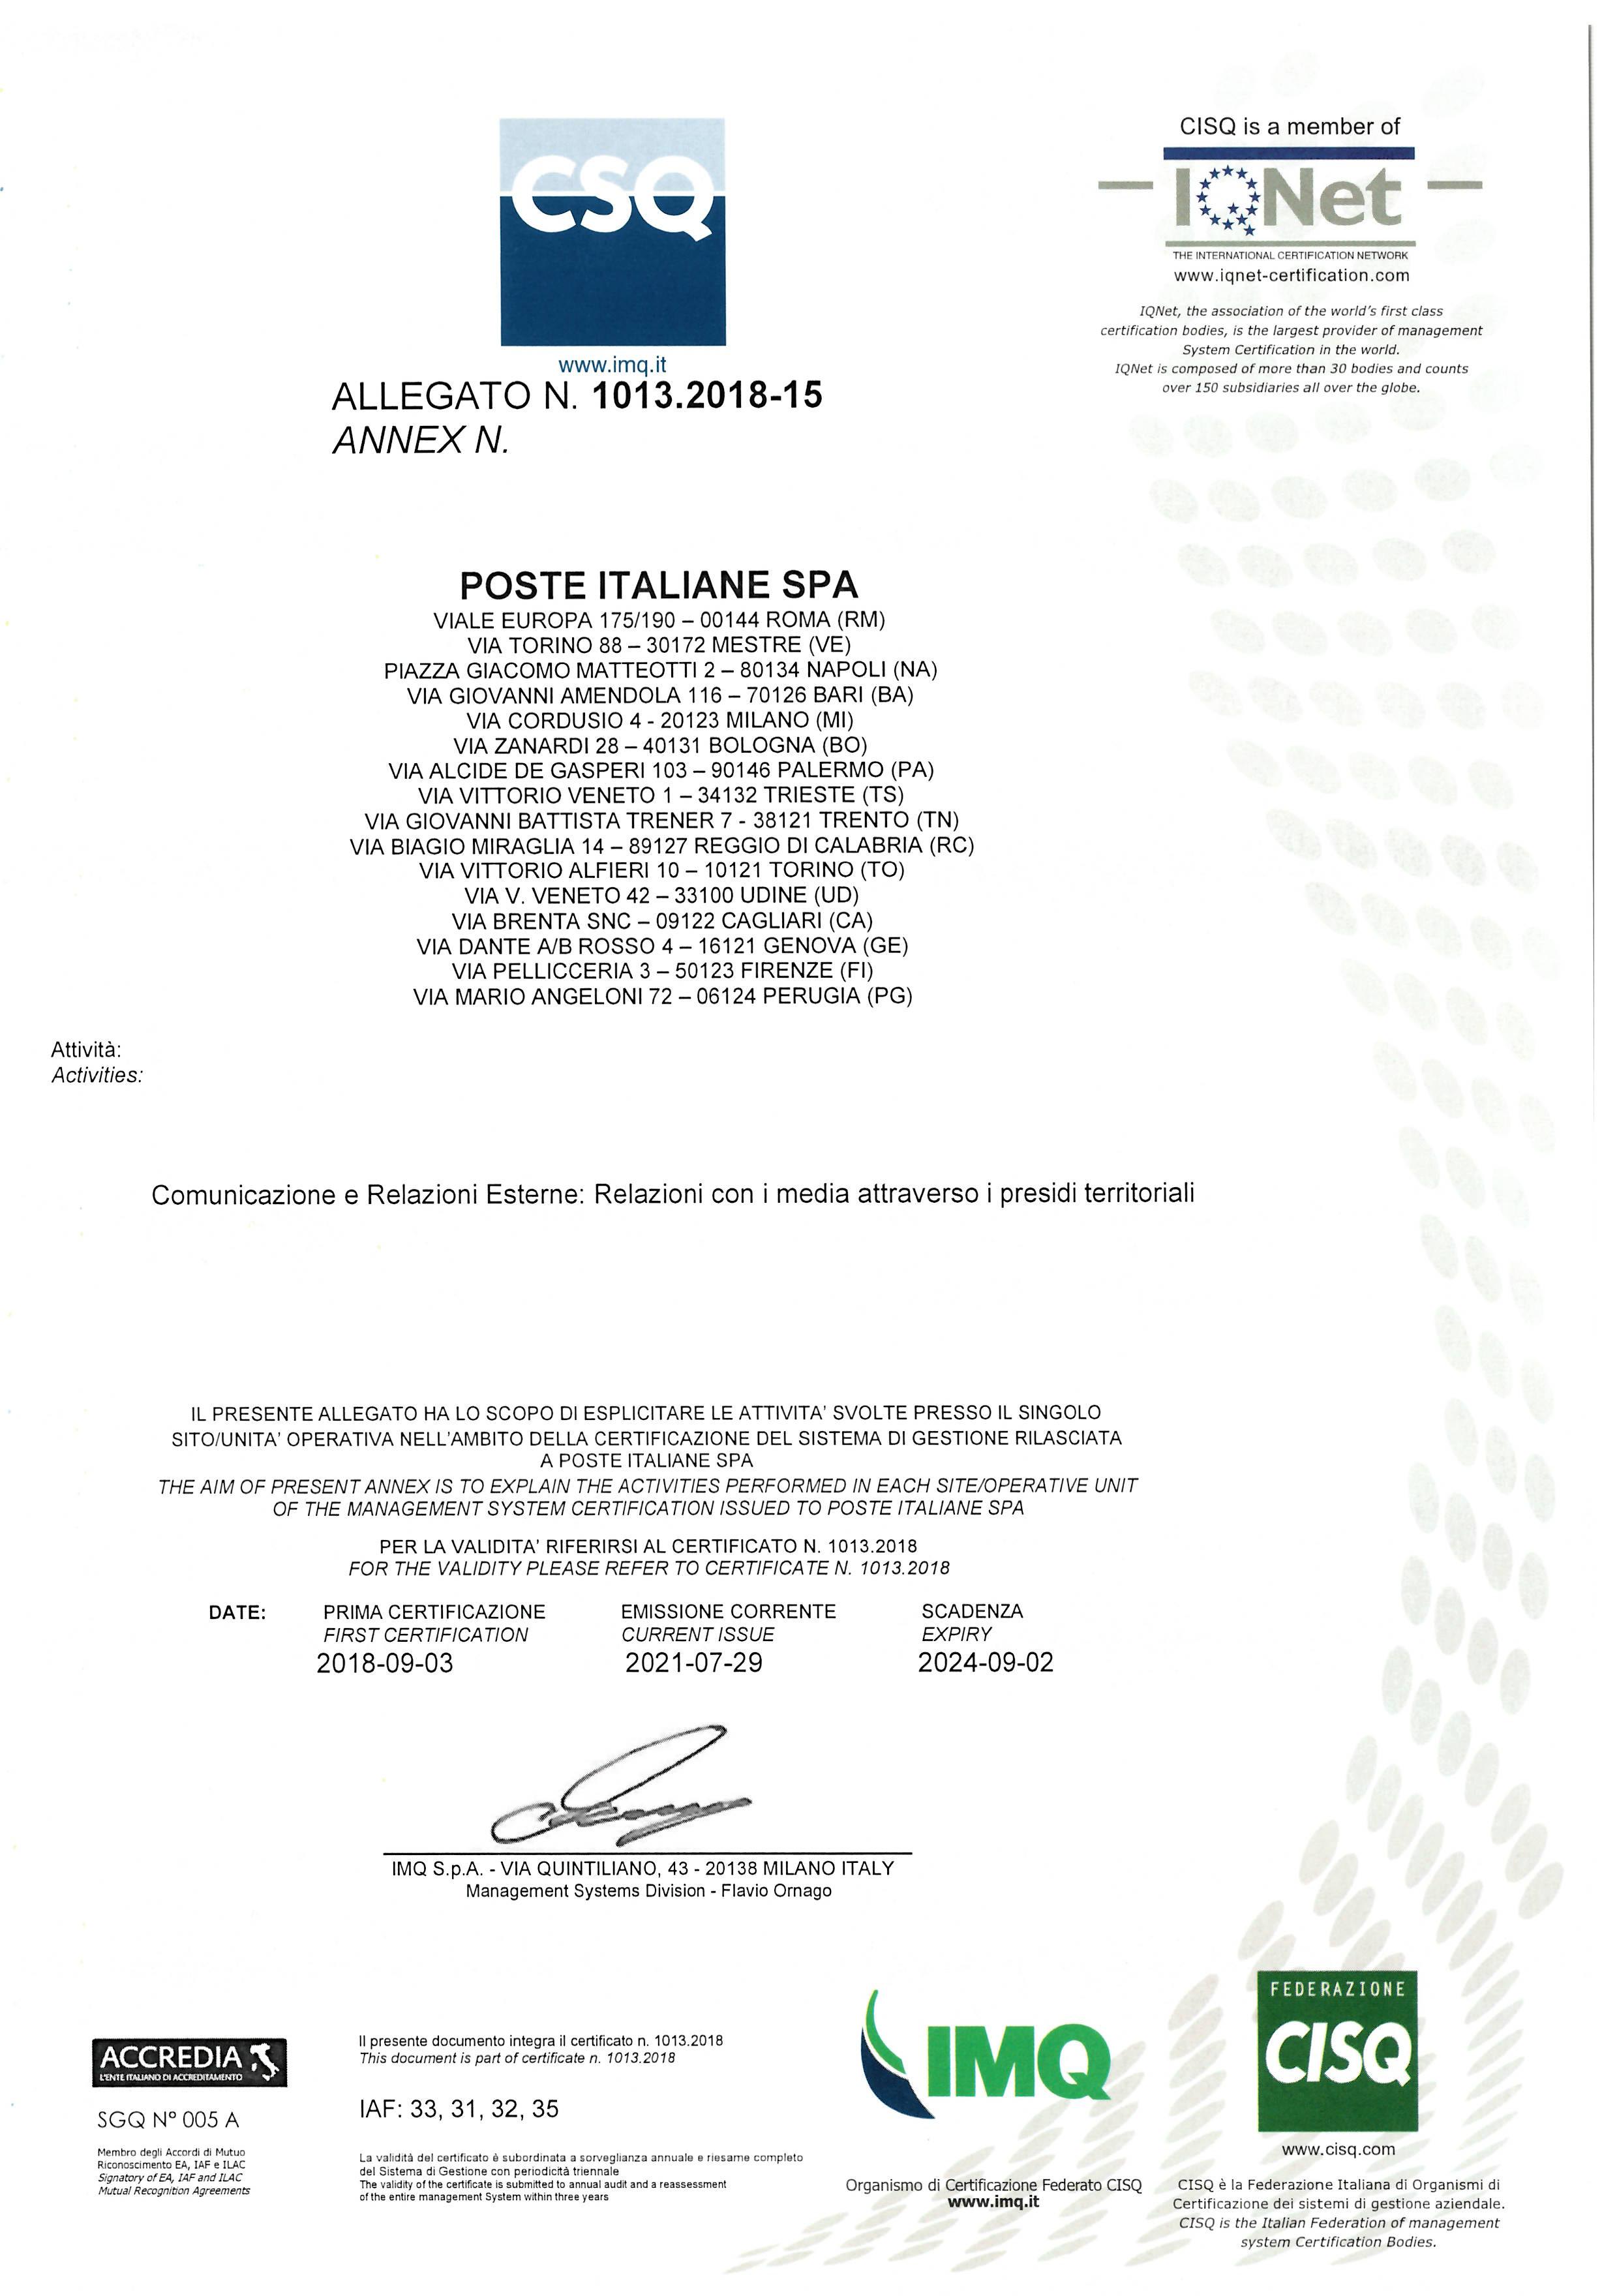 CSQ
www.imq.it
ALLEGATO N. 1013.2018-15
ANNEX N.
CISQ is a member of
IQNet
THE INTERNATIONAL CERTIFICATION NETWORK
www.iqnet-certification.com
IQNet, the association of the world's first class
certification bodies, is the largest provider of management
System Certification in the world.
IQNet is composed of more than 30 bodies and counts
over 150 subsidiaries all over the globe.
POSTE ITALIANE SPA
VIALE EUROPA 175/190 – 00144 ROMA (RM)
VIA TORINO 88 – 30172 MESTRE (VE)
PIAZZA GIACOMO MATTEOTTI 2 – 80134 NAPOLI (NA)
VIA GIOVANNI AMENDOLA 116 – 70126 BARI (BA)
VIA CORDUSIO 4 - 20123 MILANO (MI)
VIA ZANARDI 28 – 40131 BOLOGNA (BO)
VIA ALCIDE DE GASPERI 103 – 90146 PALERMO (PA)
VIA VITTORIO VENETO 1 – 34132 TRIESTE (TS)
VIA GIOVANNI BATTISTA TRENER 7 - 38121 TRENTO (TN)
VIA BIAGIO MIRAGLIA 14 – 89127 REGGIO DI CALABRIA (RC)
VIA VITTORIO ALFIERI 10 – 10121 TORINO (TO)
VIA V. VENETO 42 – 33100 UDINE (UD)
VIA BRENTA SNC – 09122 CAGLIARI (CA)
VIA DANTE A/B ROSSO 4 – 16121 GENOVA (GE)
VIA PELLICCERIA 3 – 50123 FIRENZE (FI)
VIA MARIO ANGELONI 72 – 06124 PERUGIA (PG)
Attività:
Activities:
Comunicazione e Relazioni Esterne: Relazioni con i media attraverso i presidi territoriali
IL PRESENTE ALLEGATO HA LO SCOPO DI ESPLICITARE LE ATTIVITA' SVOLTE PRESSO IL SINGOLO
SITO/UNITA' OPERATIVA NELL'AMBITO DELLA CERTIFICAZIONE DEL SISTEMA DI GESTIONE RILASCIATA
A POSTE ITALIANE SPA
THE AIM OF PRESENT ANNEX IS TO EXPLAIN THE ACTIVITIES PERFORMED IN EACH SITE/OPERATIVE UNIT
OF THE MANAGEMENT SYSTEM CERTIFICATION ISSUED TO POSTE ITALIANE SPA
PER LA VALIDITA' RIFERIRSI AL CERTIFICATO N. 1013.2018
FOR THE VALIDITY PLEASE REFER TO CERTIFICATE N. 1013.2018
DATE: PRIMA CERTIFICAZIONE EMISSIONE CORRENTE SCADENZA
FIRST CERTIFICATION CURRENT ISSUE EXPIRY
2018-09-03 2021-07-29 2024-09-02
IMQ S.p.A. - VIA QUINTILIANO, 43 - 20138 MILANO ITALY
Management Systems Division - Flavio Ornago
ACCREDIA
L'ENTE ITALIANO DI ACCREDITAMENTO
SGQ N° 005 A
Membro degli Accordi di Mutuo
Riconoscimento EA, IAF e ILAC
Signatory of EA, IAF and ILAC
Mutual Recognition Agreements
Il presente documento integra il certificato n. 1013.2018
This document is part of certificate n. 1013.2018
IAF: 33, 31, 32, 35
La validità del certificato è subordinata a sorveglianza annuale e riesame completo
del Sistema di Gestione con periodicità triennale
The validity of the certificate is submitted to annual audit and a reassessment
of the entire management System within three years
IMQ
Organismo di Certificazione Federato CISQ
www.imq.it
FEDERAZIONE
CISQ
www.cisq.com
CISQ è la Federazione Italiana di Organismi di
Certificazione dei sistemi di gestione aziendale.
CISQ is the Italian Federation of management
system Certification Bodies.